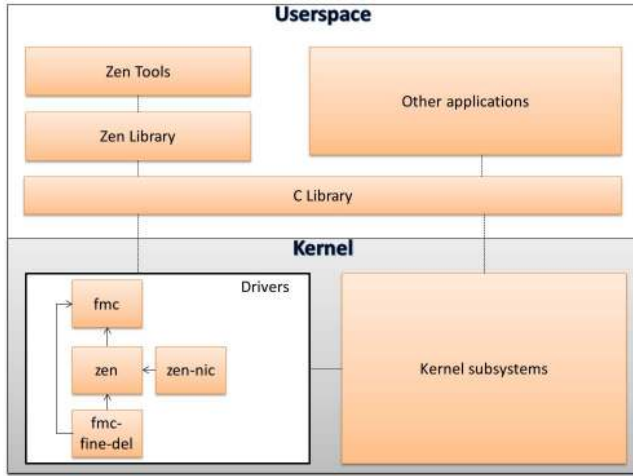 Userspace
Zen Tools
Other applications
Zen Library
C Library
Kernel
Drivers
fmc
zen
zen-nic
Kernel subsystems
fmc-
fine-del